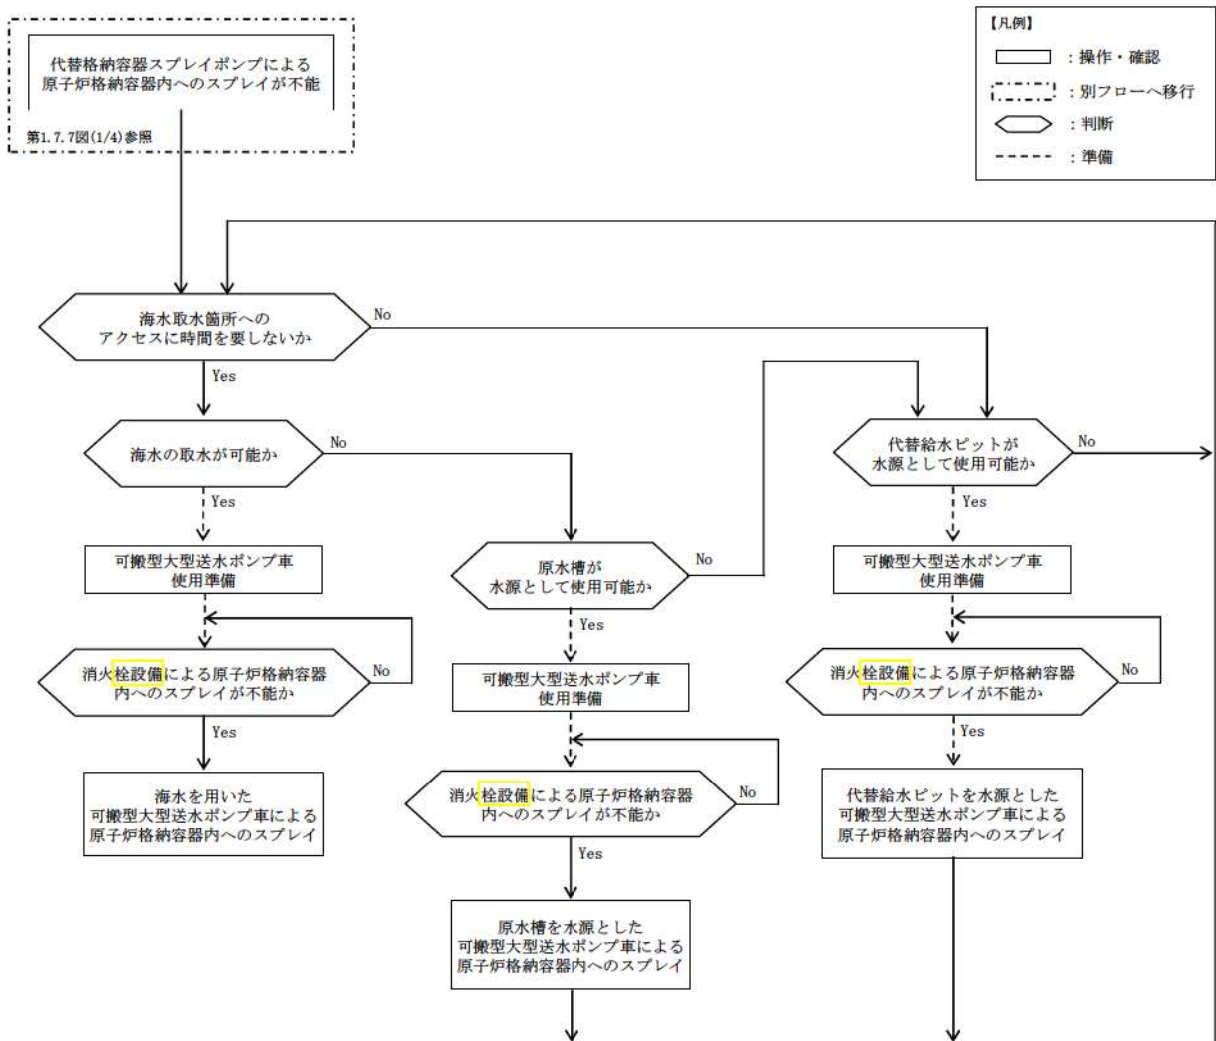 代替格納容器スプレイポンプによる
原子炉格納容器内へのスプレイが不能
第1.7.7図(1/4)参照
【凡例】
：操作・確認
：別フローへ移行
：判断
：準備
海水取水箇所への
アクセスに時間を要しないか
No
Yes
海水の取水が可能か
No
Yes
代替給水ピットが
水源として使用可能か
No
Yes
可搬型大型送水ポンプ車
使用準備
原水槽が
水源として使用可能か
No
Yes
可搬型大型送水ポンプ車
使用準備
消火栓設備による原子炉格納容器
内へのスプレイが不能か
No
Yes
可搬型大型送水ポンプ車
使用準備
消火栓設備による原子炉格納容器
内へのスプレイが不能か
No
Yes
海水を用いた
可搬型大型送水ポンプ車による
原子炉格納容器内へのスプレイ
消火栓設備による原子炉格納容器
内へのスプレイが不能か
No
Yes
代替給水ピットを水源とした
可搬型大型送水ポンプ車による
原子炉格納容器内へのスプレイ
原水槽を水源とした
可搬型大型送水ポンプ車による
原子炉格納容器内へのスプレイ